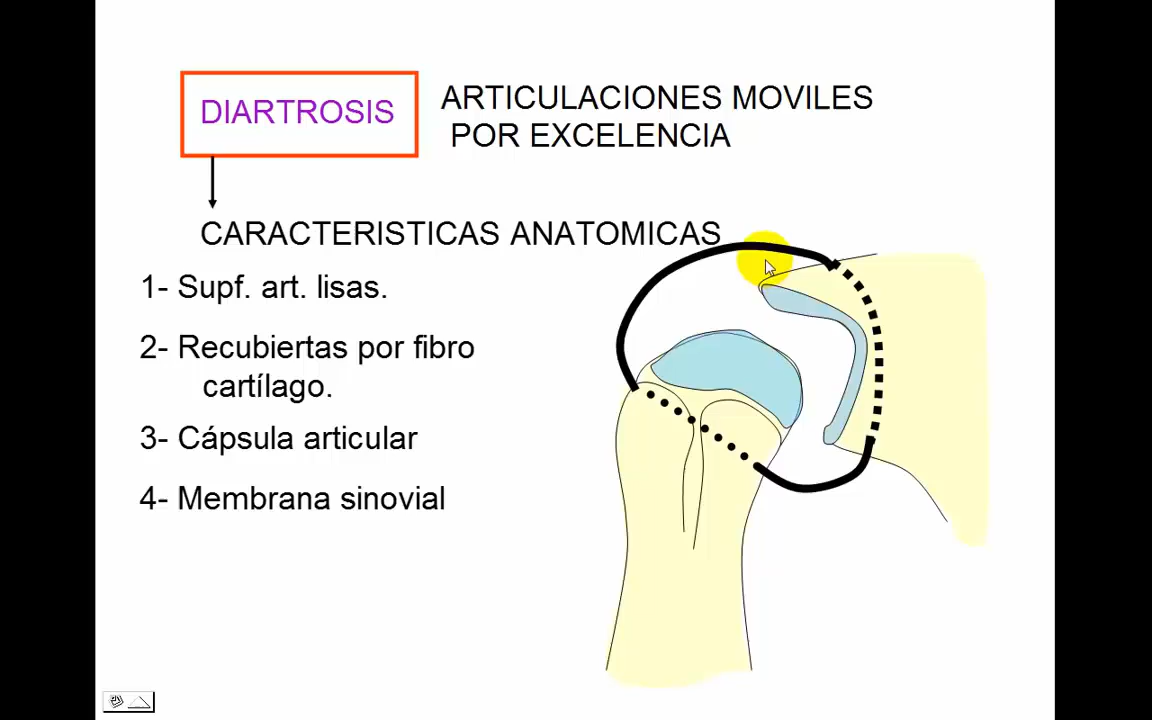 DIARTROSIS
ARTICULACIONES MOVILES
POR EXCELENCIA
CARACTERISTICAS ANATOMICAS
1- Supf. art. lisas.
2- Recubiertas por fibro
cartílago.
3- Cápsula articular
4- Membrana sinovial